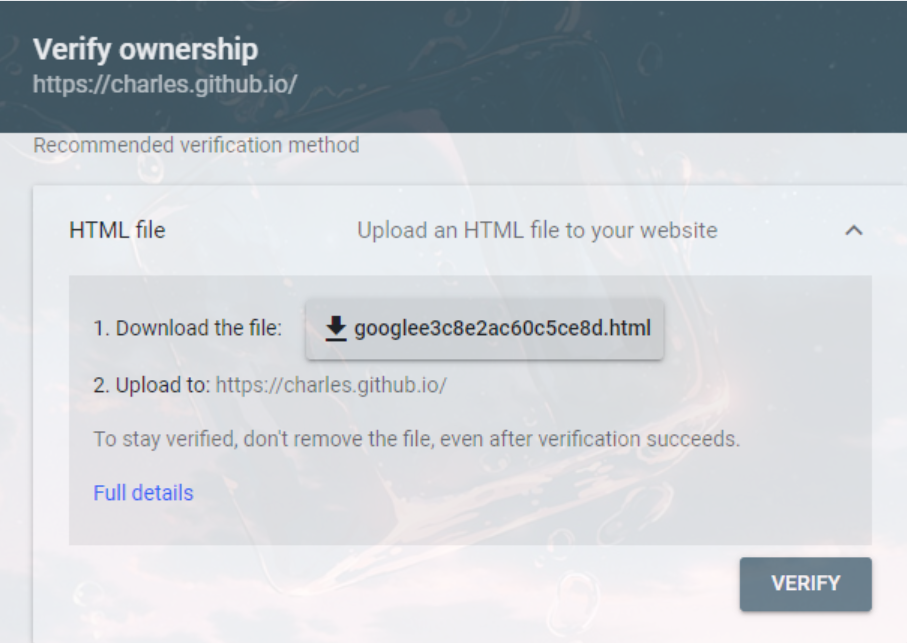 Verify ownership
https://charles.github.io/
Recommended verification method
HTML file Upload an HTML file to your website
1. Download the file: googlee3c8e2ac60c5ce8d.html
2. Upload to: https://charles.github.io/
To stay verified, don't remove the file, even after verification succeeds.
Full details
VERIFY